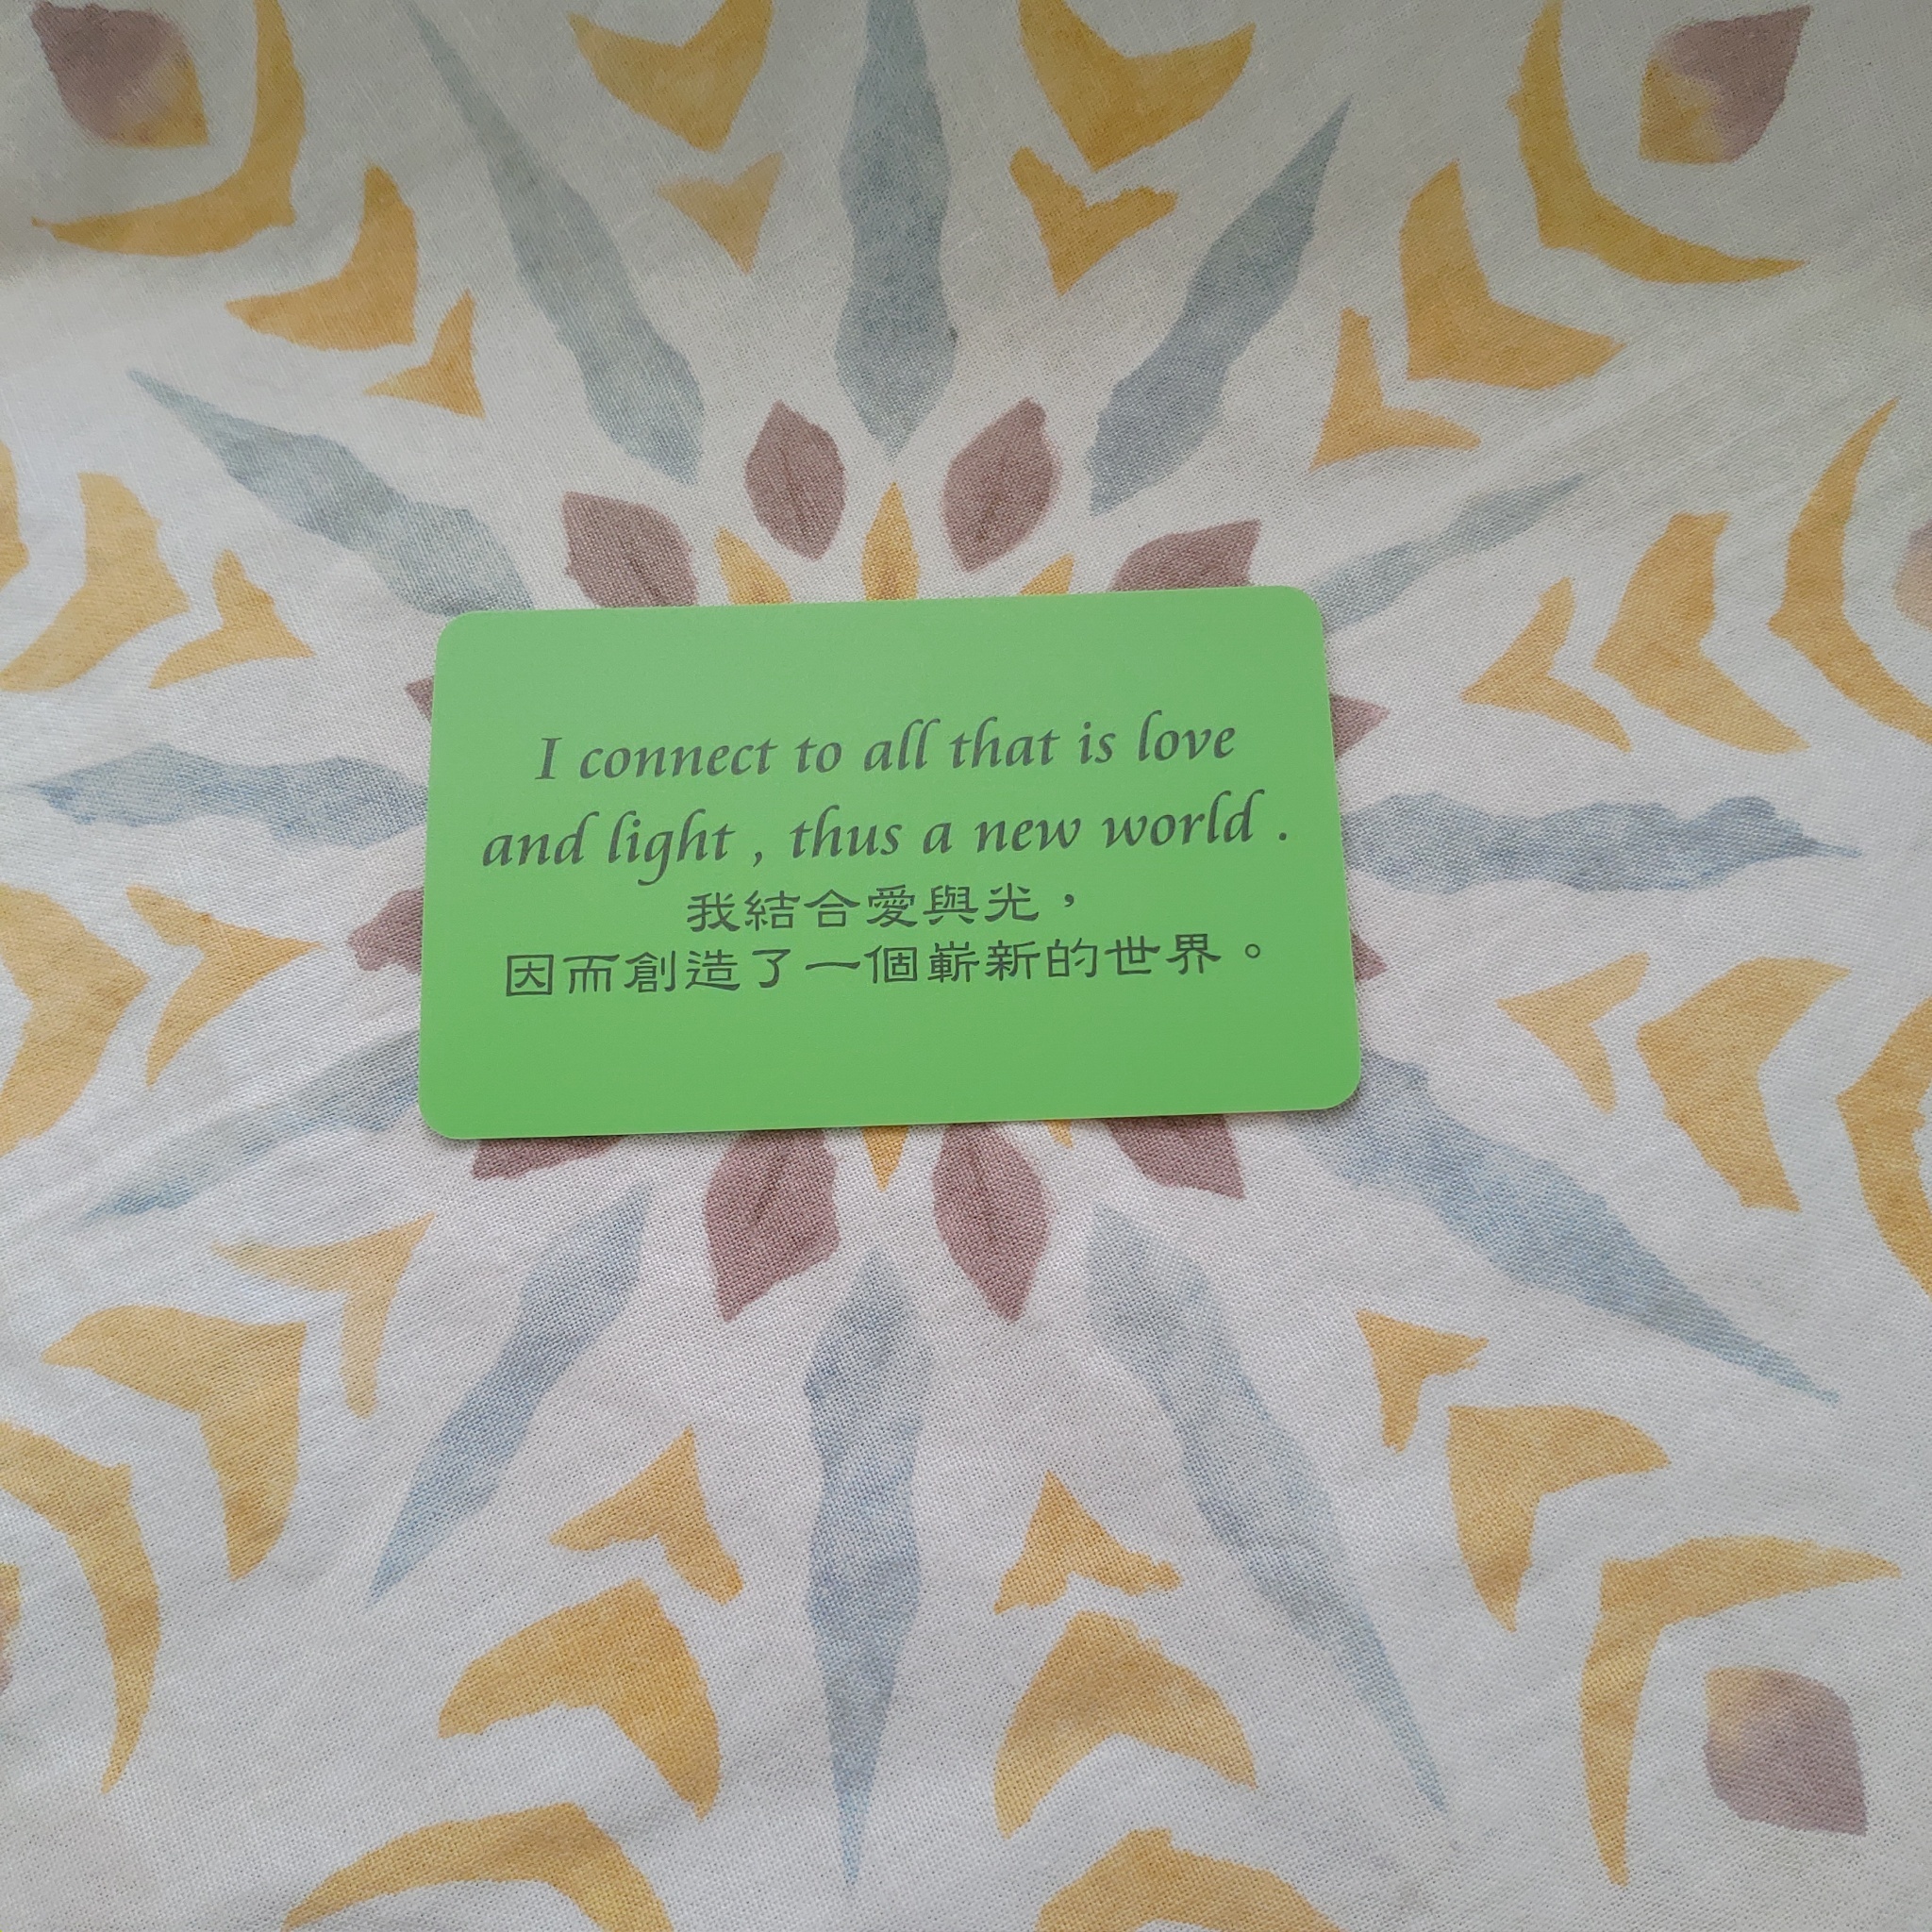 I connect to all that is love
and light , thus a new world .
我結合愛與光，
因而創造了一個嶄新的世界。